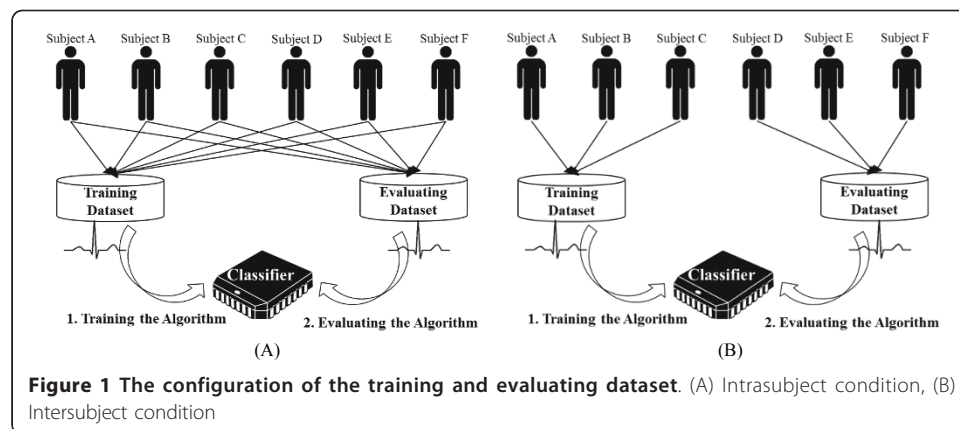 Subject A Subject B Subject C Subject D Subject E Subject F
Training
Dataset
Evaluating
Dataset
Classifier
1. Training the Algorithm
2. Evaluating the Algorithm
(A)
Subject A Subject B Subject C Subject D Subject E Subject F
Training
Dataset
Evaluating
Dataset
Classifier
1. Training the Algorithm
2. Evaluating the Algorithm
(B)
Figure 1 The configuration of the training and evaluating dataset. (A) Intrasubject condition, (B)
Intersubject condition